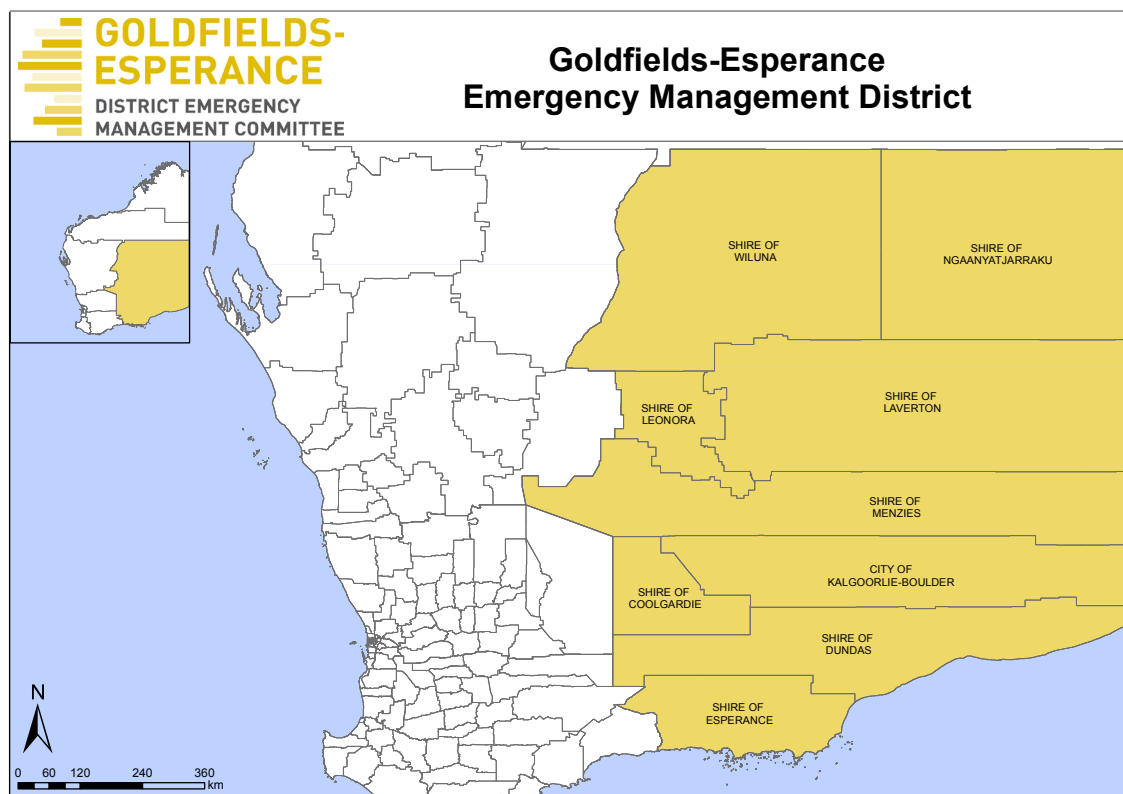 GOLDFIELDS-
ESPERANCE
DISTRICT EMERGENCY
MANAGEMENT COMMITTEE
Goldfields-Esperance
Emergency Management District
SHIRE OF
WILUNA
SHIRE OF
NGAANYATJARRAKU
SHIRE OF
LEONORA
SHIRE OF
LAVERTON
SHIRE OF
MENZIES
CITY OF
KALGOORLIE-BOULDER
SHIRE OF
COOLGARDIE
SHIRE OF
DUNDAS
SHIRE OF
ESPERANCE
N
0 60 120 240 360
km